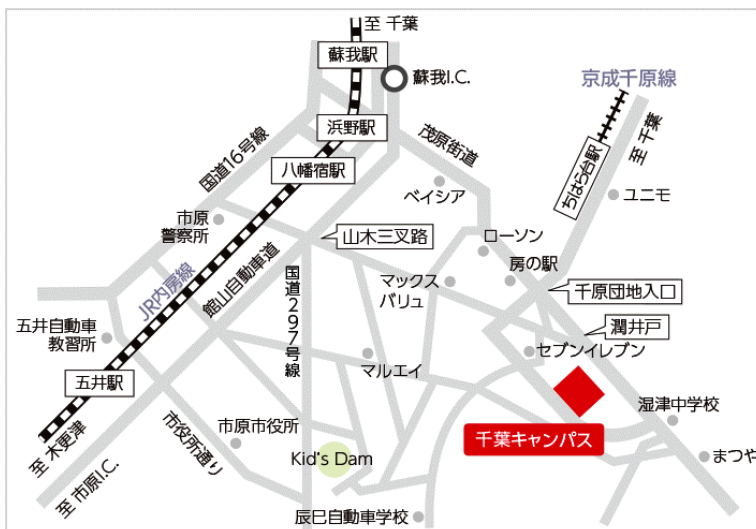 至 千葉
蘇我駅
蘇我I.C.
京成千原線
浜野駅
茂原街道
至 千葉
国道16号線
八幡宿駅
ちはら台駅
ベイシア
ユニモ
市原
警察所
山木三叉路
ローソン
房の駅
JR内房線
館山自動車道
国道297号線
マックス
バリュ
千原団地入口
潤井戸
五井自動車
教習所
セブンイレブン
五井駅
マルエイ
湿津中学校
市役所通り
市原市役所
千葉キャンパス
至 木更津
Kid's Dam
まつや
至 市原I.C.
辰巳自動車学校